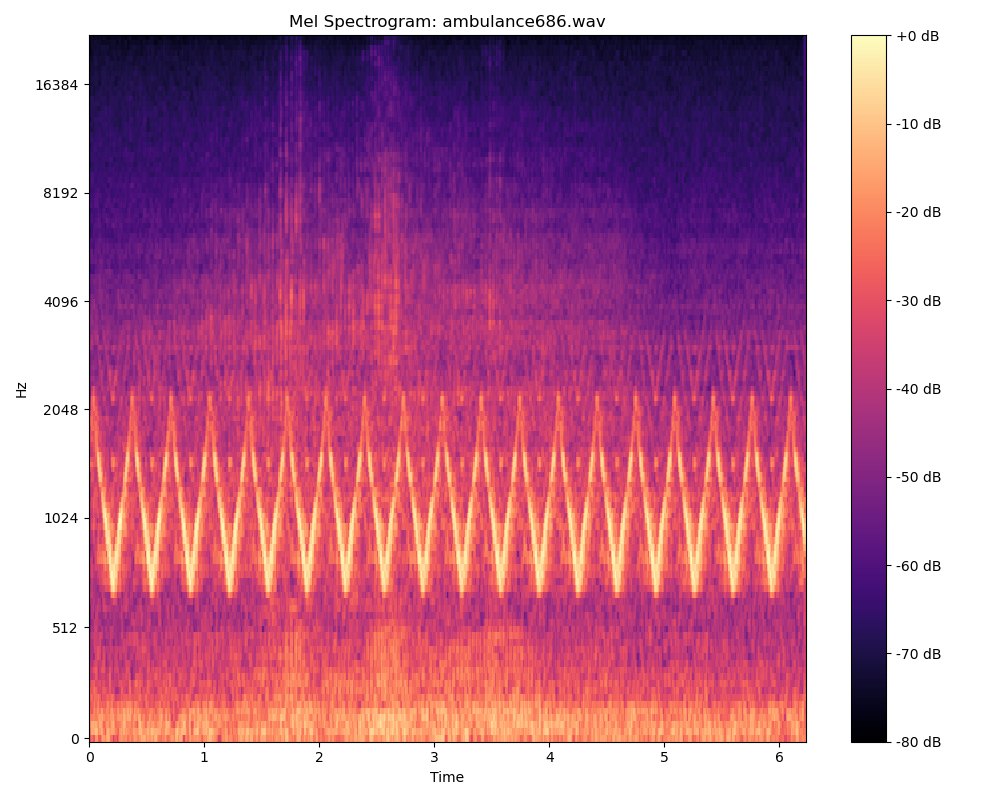 Mel Spectrogram: ambulance686.wav
+0 dB
16384
-10 dB
8192
-20 dB
4096
-30 dB
Hz
2048
-40 dB
-50 dB
1024
-60 dB
512
-70 dB
0
-80 dB
0 1 2 3 4 5 6
Time